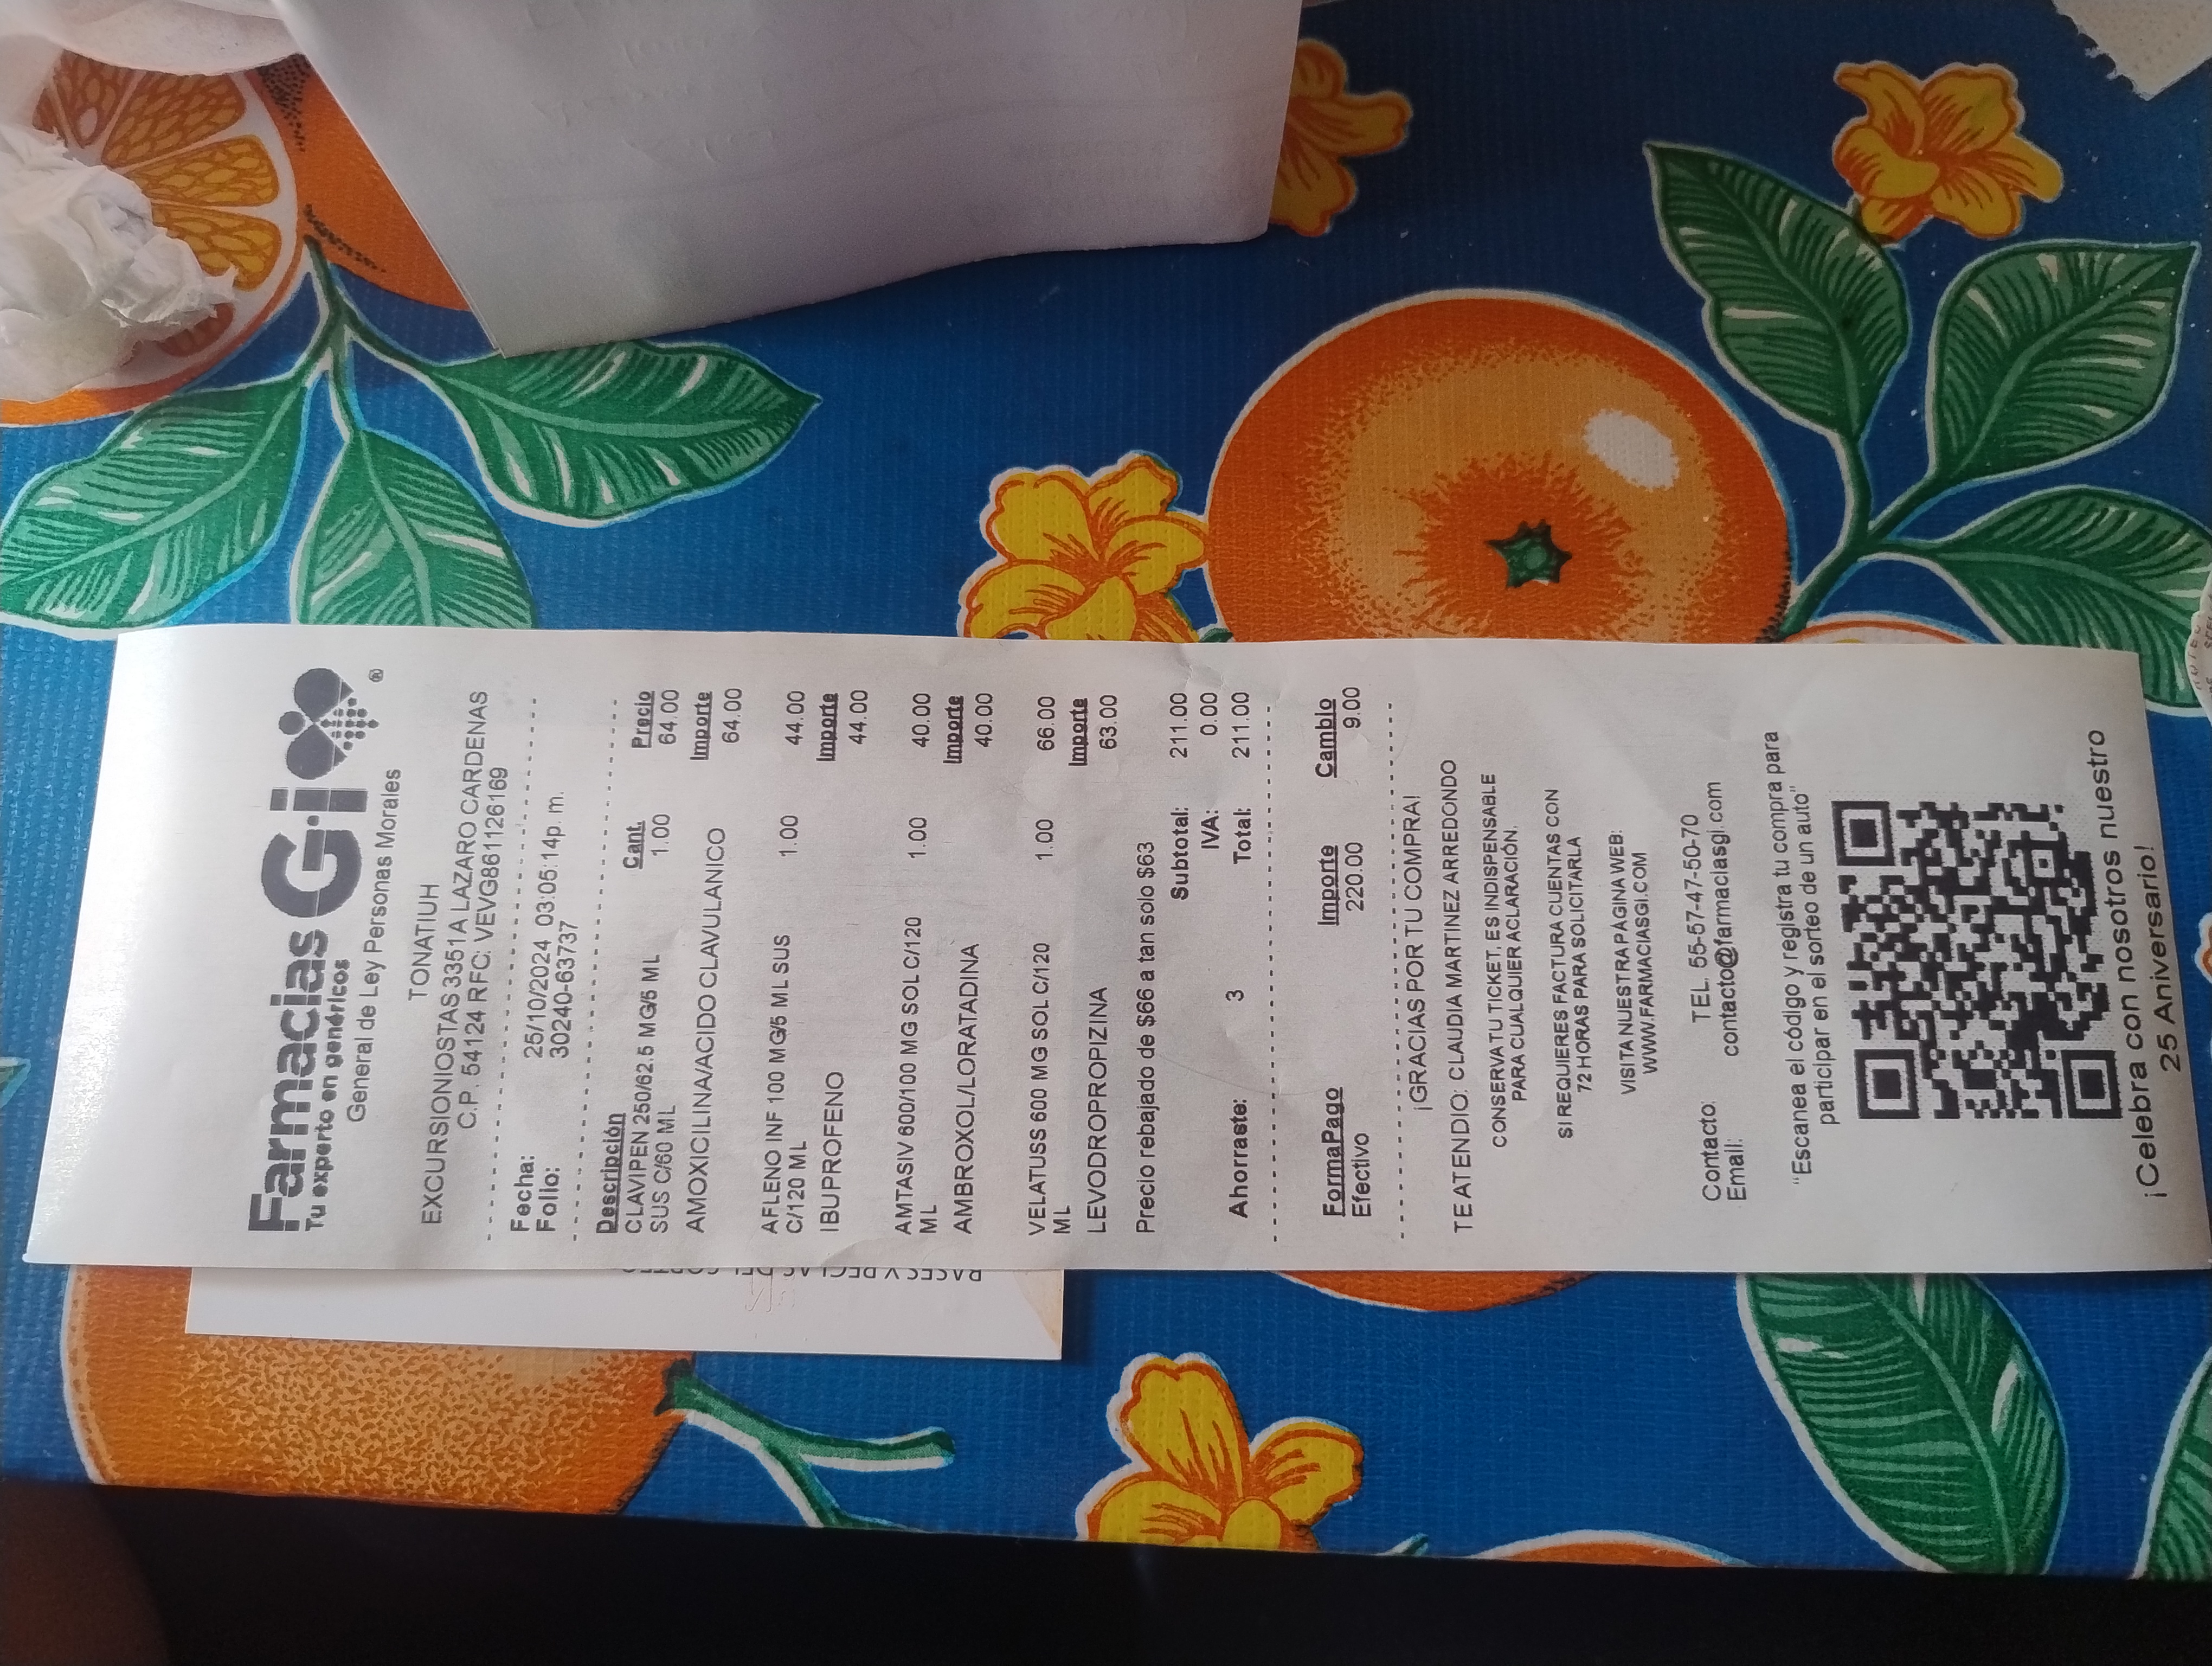 Farmacias G·i
Tu experto en genéricos
®
General de Ley Personas Morales
TONATIUH
EXCURSIONIOSTAS 3351 A LAZARO CARDENAS
C.P. 54124 RFC: VEVG861126169
Fecha: 25/10/2024 03:05:14p. m.
Folio: 30240-63737
Descripción Cant. Precio
CLAVIPEN 250/62.5 MG/5 ML 1.00 64.00
SUS C/60 ML Importe
AMOXICILINA/ACIDO CLAVULANICO 64.00
AFLENO INF 100 MG/5 ML SUS 1.00 44.00
C/120 ML Importe
IBUPROFENO 44.00
AMTASIV 600/100 MG SOL C/120 1.00 40.00
ML Importe
AMBROXOL/LORATADINA 40.00
VELATUSS 600 MG SOL C/120 1.00 66.00
ML Importe
LEVODROPROPIZINA 63.00
Precio rebajado de $66 a tan solo $63
Subtotal: 211.00
IVA: 0.00
Ahorraste: 3 Total: 211.00
FormaPago Importe Cambio
Efectivo 220.00 9.00
¡GRACIAS POR TU COMPRA!
TE ATENDIO: CLAUDIA MARTINEZ ARREDONDO
CONSERVA TU TICKET, ES INDISPENSABLE
PARA CUALQUIER ACLARACIÓN.
SI REQUIERES FACTURA CUENTAS CON
72 HORAS PARA SOLICITARLA
VISITA NUESTRA PÁGINA WEB:
WWW.FARMACIASGI.COM
Contacto: TEL. 55-57-47-50-70
Email: contacto@farmaciasgi.com
"Escanea el código y registra tu compra para
participar en el sorteo de un auto"
¡Celebra con nosotros nuestro
25 Aniversario!